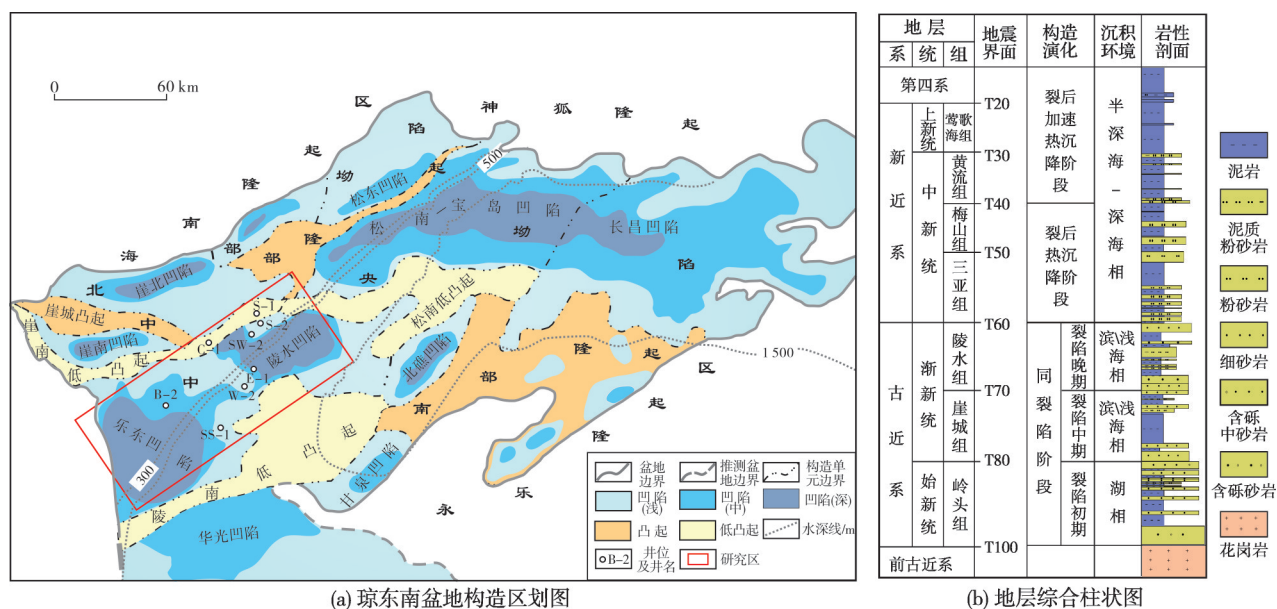 0 60 km
神狐隆起区
海南隆起区
永乐隆起区
北部坳陷
中部隆起
中央坳陷
南部隆起
松东凹陷
松南-宝岛凹陷
长昌凹陷
崖北凹陷
崖城凸起
崖南凹陷
崖南低凸起
松南低凸起
陵水凹陷
北礁凹陷
乐东凹陷
陵南低凸起
甘泉凹陷
华光凹陷
500
1 500
300
S-1
S-2
SW-2
C-1
W-2
B-2
SS-1
盆地边界
推测盆地边界
构造单元边界
凹陷(浅)
凹陷(中)
凹陷(深)
凸起
低凸起
水深线/m
B-2
井位及井名
研究区
(a) 琼东南盆地构造区划图
地层
系
统
组
地震界面
构造演化
沉积环境
岩性剖面
第四系
新近系
古近系
前古近系
上新统
中新统
渐新统
始新统
莺歌海组
黄流组
梅山组
三亚组
陵水组
崖城组
岭头组
T20
T30
T40
T50
T60
T70
T80
T100
裂后加速热沉降阶段
裂后热沉降阶段
同裂陷阶段
裂陷晚期
裂陷中期
裂陷初期
半深海-深海相
滨\浅海相
滨\浅海相
湖相
泥岩
泥质粉砂岩
粉砂岩
细砂岩
含砾中砂岩
含砾砂岩
花岗岩
(b) 地层综合柱状图